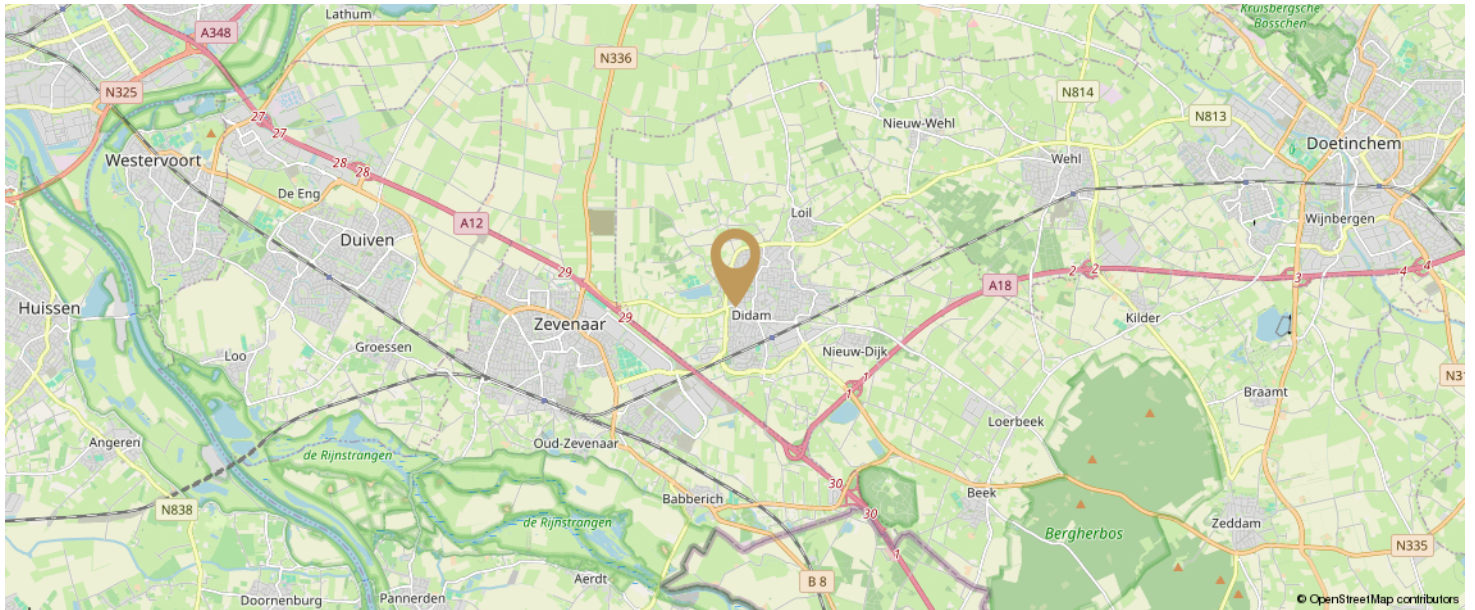 Lathum
Kruisbergsche
Bosschen
A348
N336
N325
N814
N813
27
27
Nieuw-Wehl
Doetinchem
Westervoort
28
28
Wehl
De Eng
Loil
A12
Wijnbergen
Duiven
29
2
2
3
4
4
A18
Huissen
29
Didam
Zevenaar
Kilder
Loo
Groessen
Nieuw-Dijk
1
1
N31
Braamt
Loerbeek
Angeren
Oud-Zevenaar
de Rijnstrangen
30
Beek
Babberich
N838
de Rijnstrangen
30
Zeddam
Bergherbos
N335
1
Aerdt
B 8
Doornenburg
Pannerden
© OpenStreetMap contributors